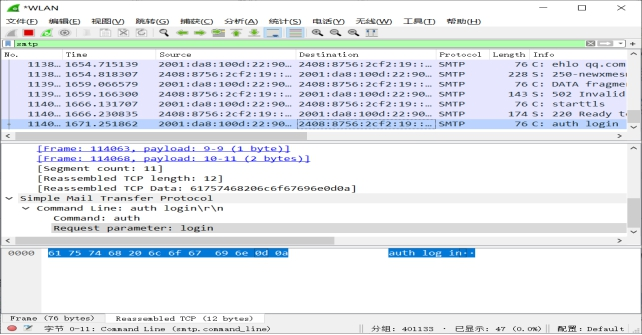 *WLAN
文件(F) 编辑(E) 视图(V) 跳转(G) 捕获(C) 分析(A) 统计(S) 电话(Y) 无线(W) 工具(T) 帮助(H)
smtp
No. Time Source Destination Protocol Length Info
1138… 1654.715139 2001:da8:100d:22:90… 2408:8756:2cf2:19::… SMTP 76 C: ehlo qq.com
1138… 1654.818307 2001:da8:100d:22:90… 2408:8756:2cf2:19::… SMTP 228 S: 250-newxmes
1139… 1659.066579 2001:da8:100d:22:90… 2408:8756:2cf2:19::… SMTP 76 C: DATA fragme
1139… 1659.166300 2001:da8:100d:22:90… 2408:8756:2cf2:19::… SMTP 143 S: 502 Invalid
1140… 1666.131707 2001:da8:100d:22:90… 2408:8756:2cf2:19::… SMTP 76 C: starttls
1140… 1666.230835 2001:da8:100d:22:90… 2408:8756:2cf2:19::… SMTP 174 S: 220 Ready t
1140… 1671.251862 2001:da8:100d:22:90… 2408:8756:2cf2:19::… SMTP 76 C: auth login
[Frame: 114063, payload: 9-9 (1 byte)]
[Frame: 114068, payload: 10-11 (2 bytes)]
[Segment count: 11]
[Reassembled TCP length: 12]
[Reassembled TCP Data: 61757468206c6f67696e0d0a]
Simple Mail Transfer Protocol
Command Line: auth login\r\n
Command: auth
Request parameter: login
0000 61 75 74 68 20 6c 6f 67 69 6e 0d 0a auth log in··
Frame (76 bytes) Reassembled TCP (12 bytes)
字节 0-11: Command Line (smtp.command_line) 分组: 401133 · 已显示: 47 (0.0%) 配置: Default